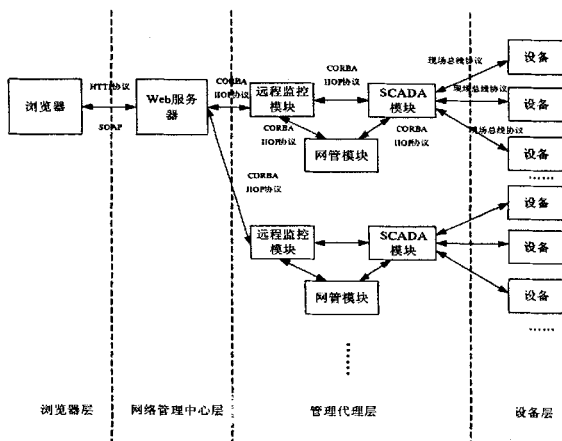 浏览器
HTTP协议
SOAP
Web服务
器
CORBA
IIOP协议
远程监控
模块
CORBA
IIOP协议
SCADA
模块
CORBA
IIOP协议
CORBA
IIOP协议
网管模块
现场总线协议
现场总线协议
现场总线协议
设备
设备
设备
......
CORBA
IIOP协议
远程监控
模块
SCADA
模块
网管模块
设备
设备
设备
......
浏览器层
网络管理中心层
管理代理层
设备层